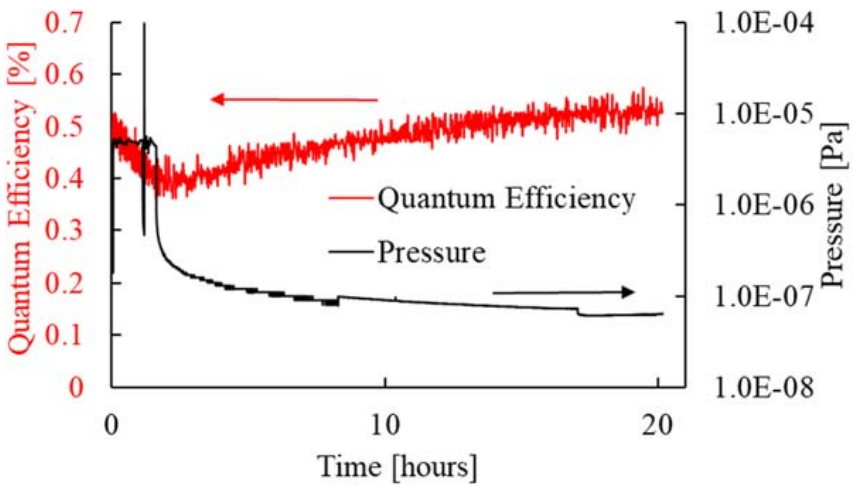 Quantum Efficiency [%]
0.7
0.6
0.5
0.4
0.3
0.2
0.1
0
1.0E-04
1.0E-05
1.0E-06
1.0E-07
1.0E-08
Pressure [Pa]
Quantum Efficiency
Pressure
0
10
20
Time [hours]